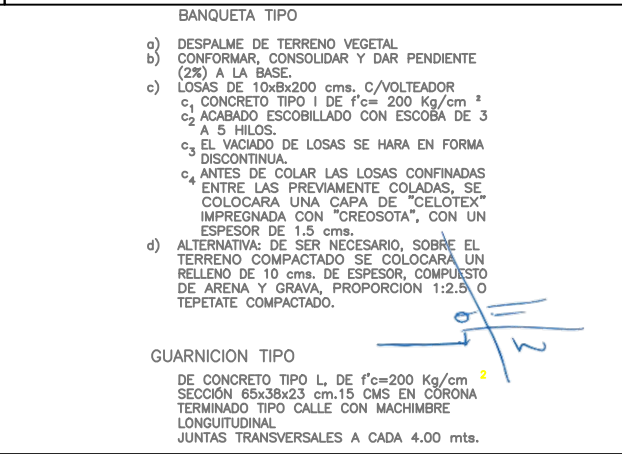 BANQUETA TIPO
a) DESPALME DE TERRENO VEGETAL
b) CONFORMAR, CONSOLIDAR Y DAR PENDIENTE
(2%) A LA BASE.
c) LOSAS DE 10xBx200 cms. C/VOLTEADOR
c1 CONCRETO TIPO I DE f'c= 200 Kg/cm ²
c2 ACABADO ESCOBILLADO CON ESCOBA DE 3
A 5 HILOS.
c3 EL VACIADO DE LOSAS SE HARA EN FORMA
DISCONTINUA.
c4 ANTES DE COLAR LAS LOSAS CONFINADAS
ENTRE LAS PREVIAMENTE COLADAS, SE
COLOCARA UNA CAPA DE "CELOTEX"
IMPREGNADA CON "CREOSOTA", CON UN
ESPESOR DE 1.5 cms.
d) ALTERNATIVA: DE SER NECESARIO, SOBRE EL
TERRENO COMPACTADO SE COLOCARA UN
RELLENO DE 10 cms. DE ESPESOR, COMPUESTO
DE ARENA Y GRAVA, PROPORCION 1:2.5 O
TEPETATE COMPACTADO.
GUARNICION TIPO
DE CONCRETO TIPO L, DE f'c=200 Kg/cm 2
SECCIÓN 65x38x23 cm.15 CMS EN CORONA
TERMINADO TIPO CALLE CON MACHIMBRE
LONGUITUDINAL
JUNTAS TRANSVERSALES A CADA 4.00 mts.